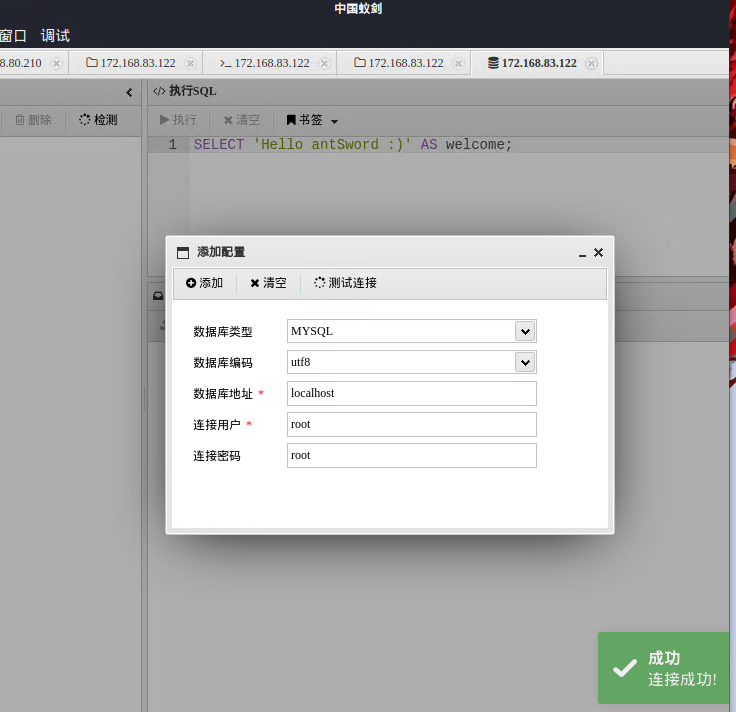 中国蚁剑
窗口 调试
8.80.210 172.168.83.122 172.168.83.122 172.168.83.122 172.168.83.122
</> 执行SQL
删除 检测 执行 清空 书签
1 SELECT 'Hello antSword :)' AS welcome;
添加配置
添加 清空 测试连接
数据库类型 MYSQL
数据库编码 utf8
数据库地址 * localhost
连接用户 * root
连接密码 root
成功
连接成功!